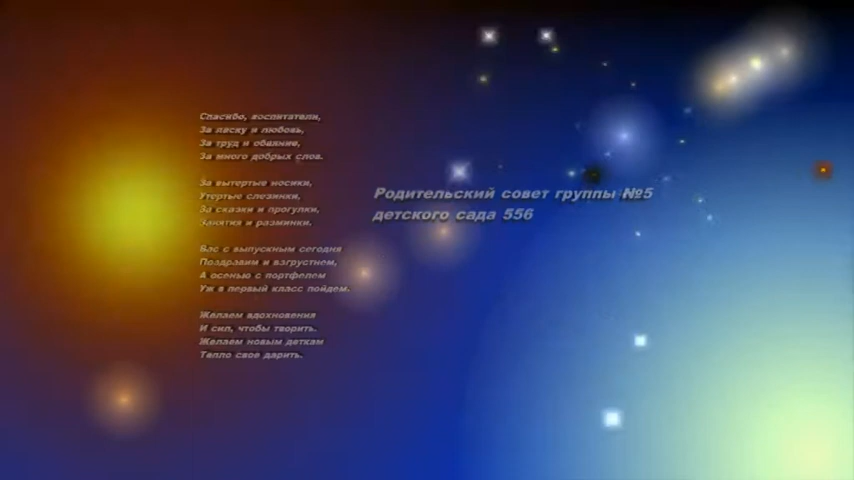 Спасибо, воспитатели,
За ласку и любовь,
За труд и обаяние,
За много добрых слов.
За вытертые носики,
Утертые слезинки,
За сказки и прогулки,
Занятия и разминки.
Вас с выпускным сегодня
Поздравим и взгрустнем,
А осенью с портфелем
Уж в первый класс пойдем.
Желаем вдохновения
И сил, чтобы творить.
Желаем новым деткам
Тепло свое дарить.
Родительский совет группы №5
детского сада 556